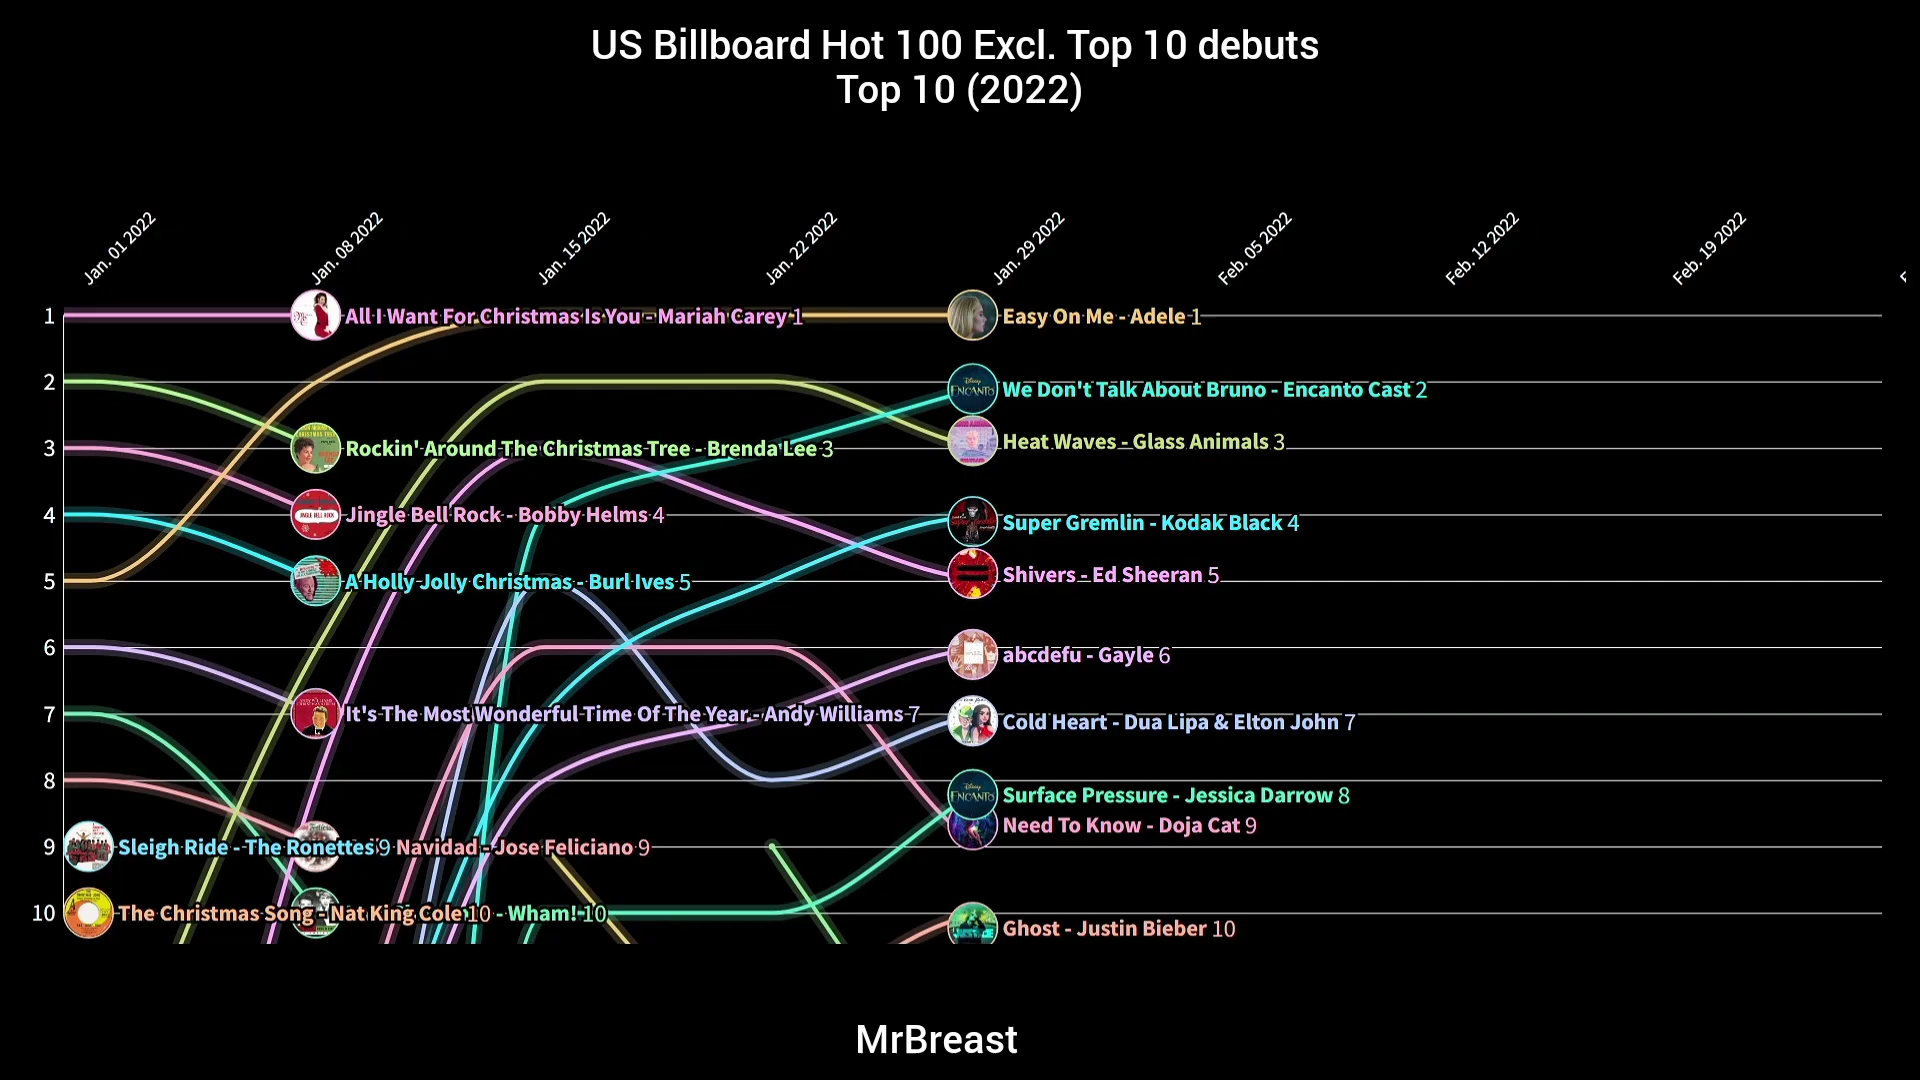 US Billboard Hot 100 Excl. Top 10 debuts
Top 10 (2022)
Jan. 01 2022
Jan. 08 2022
Jan. 15 2022
Jan. 22 2022
Jan. 29 2022
Feb. 05 2022
Feb. 12 2022
Feb. 19 2022
1 All I Want For Christmas Is You - Mariah Carey 1 Easy On Me - Adele 1
2 We Don't Talk About Bruno - Encanto Cast 2
Heat Waves - Glass Animals 3
3 Rockin' Around The Christmas Tree - Brenda Lee 3
4 Jingle Bell Rock - Bobby Helms 4 Super Gremlin - Kodak Black 4
Shivers - Ed Sheeran 5
5 A Holly Jolly Christmas - Burl Ives 5
6 abcdefu - Gayle 6
7 It's The Most Wonderful Time Of The Year - Andy Williams 7 Cold Heart - Dua Lipa & Elton John 7
8 Surface Pressure - Jessica Darrow 8
Need To Know - Doja Cat 9
9 Sleigh Ride - The Ronettes 9 Navidad - Jose Feliciano 9
10 The Christmas Song - Nat King Cole 10 - Wham! 10 Ghost - Justin Bieber 10
MrBreast